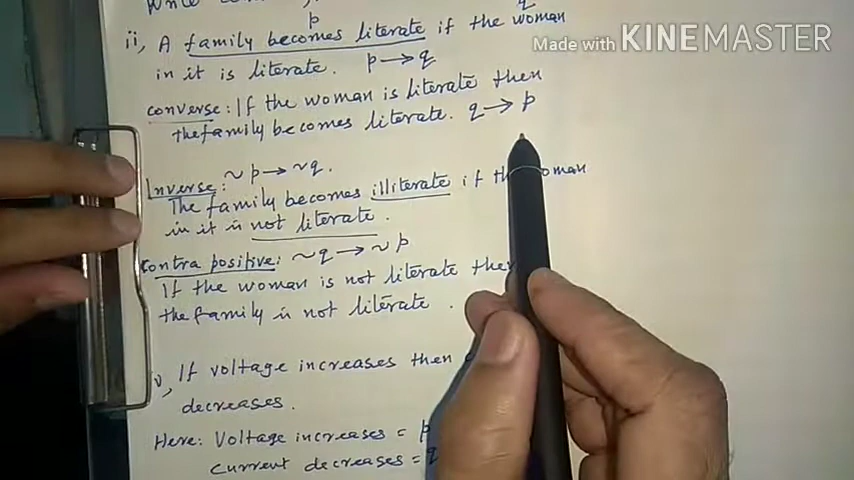 Write
p q
ii, A family becomes literate if the woman
in it is literate. p → q
Made with KINEMASTER
converse: If the woman is literate then
the family becomes literate. q → p
Inverse: ~p → ~q.
The family becomes illiterate if the woman
in it is not literate.
contra positive: ~q → ~p
If the woman is not literate then
the family is not literate.
If voltage increases then
decreases.
Here: Voltage increases = p
current decreases = q